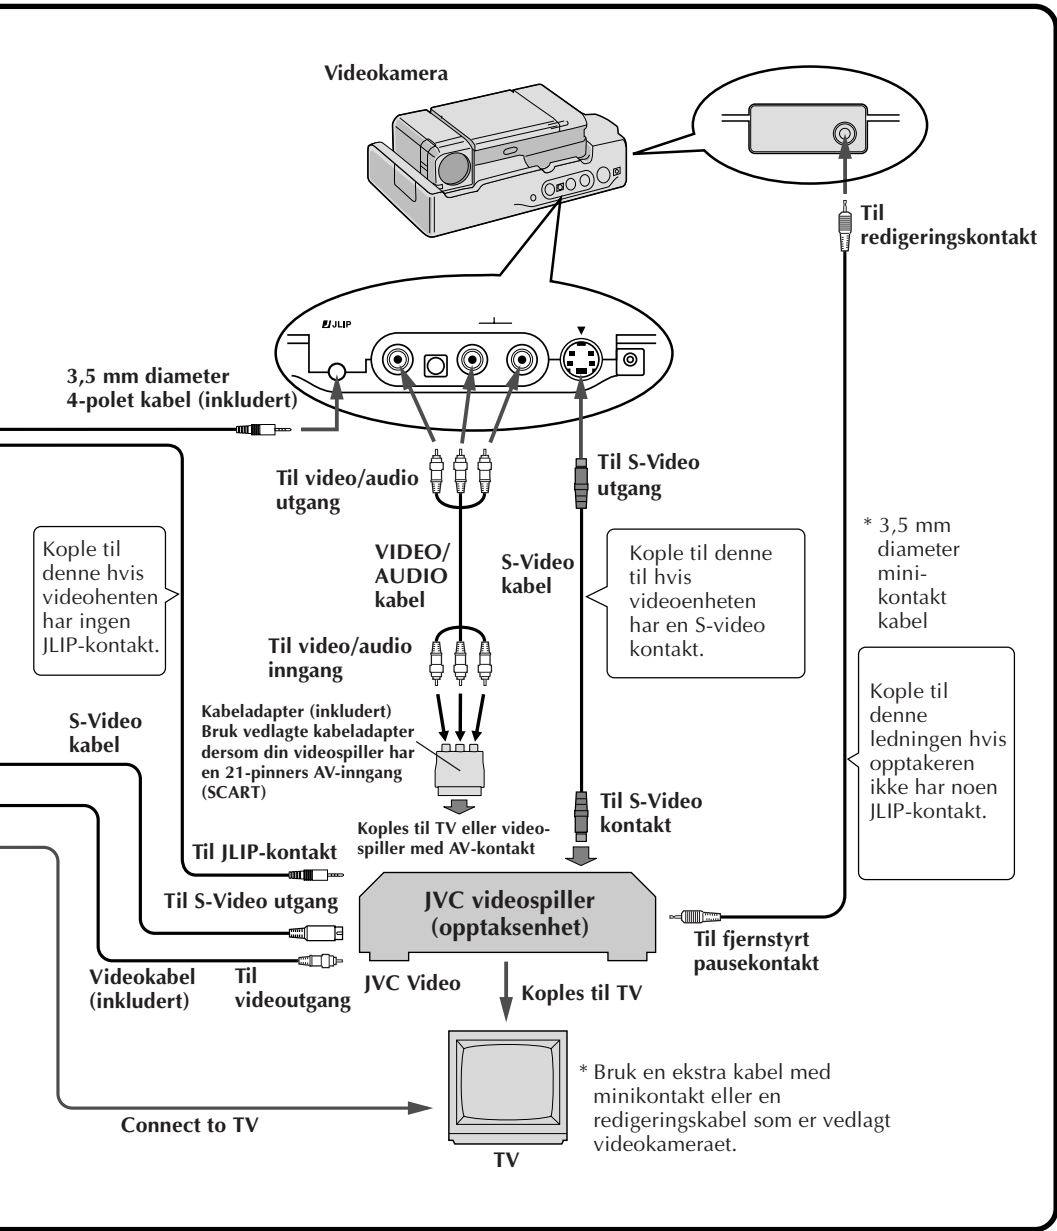 Videokamera
Til
redigeringskontakt
JLIP
3,5 mm diameter
4-polet kabel (inkludert)
Til video/audio
utgang
Til S-Video
utgang
Kople til
denne hvis
videohenten
har ingen
JLIP-kontakt.
VIDEO/
AUDIO
kabel
S-Video
kabel
Kople til denne
til hvis
videoenheten
har en S-video
kontakt.
* 3,5 mm
diameter
mini-
kontakt
kabel
Til video/audio
inngang
Kople til
denne
ledningen hvis
opptakeren
ikke har noen
JLIP-kontakt.
S-Video
kabel
Kabeladapter (inkludert)
Bruk vedlagte kabeladapter
dersom din videospiller har
en 21-pinners AV-inngang
(SCART)
Til S-Video
kontakt
Koples til TV eller video-
spiller med AV-kontakt
Til JLIP-kontakt
Til S-Video utgang
JVC videospiller
(opptaksenhet)
Til fjernstyrt
pausekontakt
Videokabel
(inkludert)
Til
videoutgang
JVC Video
Koples til TV
* Bruk en ekstra kabel med
minikontakt eller en
redigeringskabel som er vedlagt
videokameraet.
Connect to TV
TV